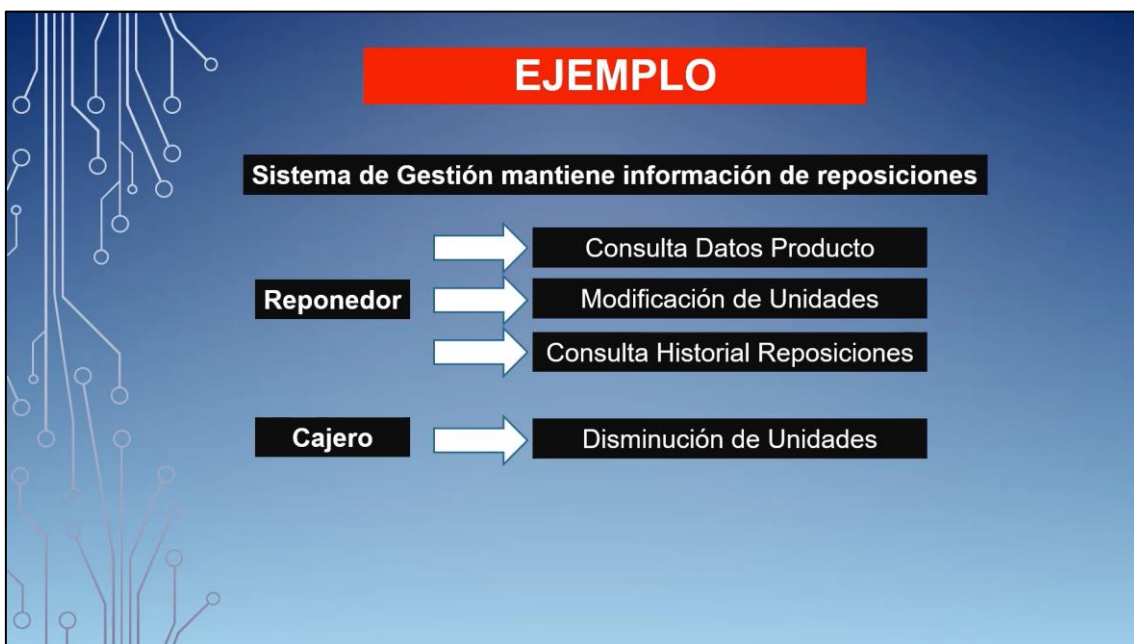 EJEMPLO
Sistema de Gestión mantiene información de reposiciones
Consulta Datos Producto
Reponedor
Modificación de Unidades
Consulta Historial Reposiciones
Cajero
Disminución de Unidades